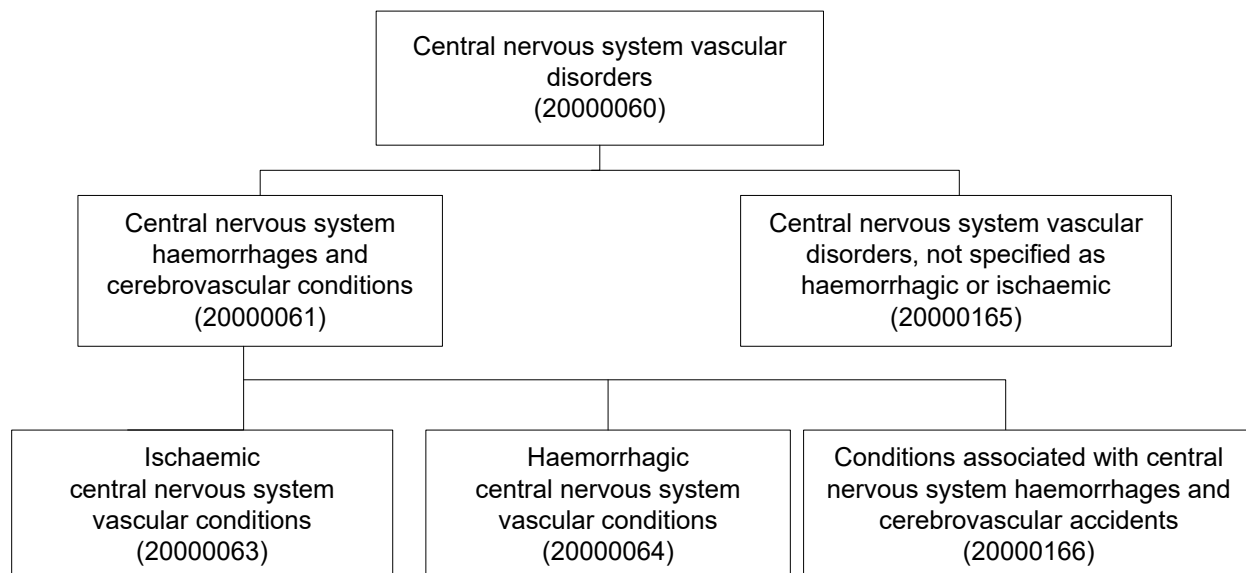 Central nervous system vascular
disorders
(20000060)
Central nervous system
haemorrhages and
cerebrovascular conditions
(20000061)
Central nervous system vascular
disorders, not specified as
haemorrhagic or ischaemic
(20000165)
Ischaemic
central nervous system
vascular conditions
(20000063)
Haemorrhagic
central nervous system
vascular conditions
(20000064)
Conditions associated with central
nervous system haemorrhages and
cerebrovascular accidents
(20000166)